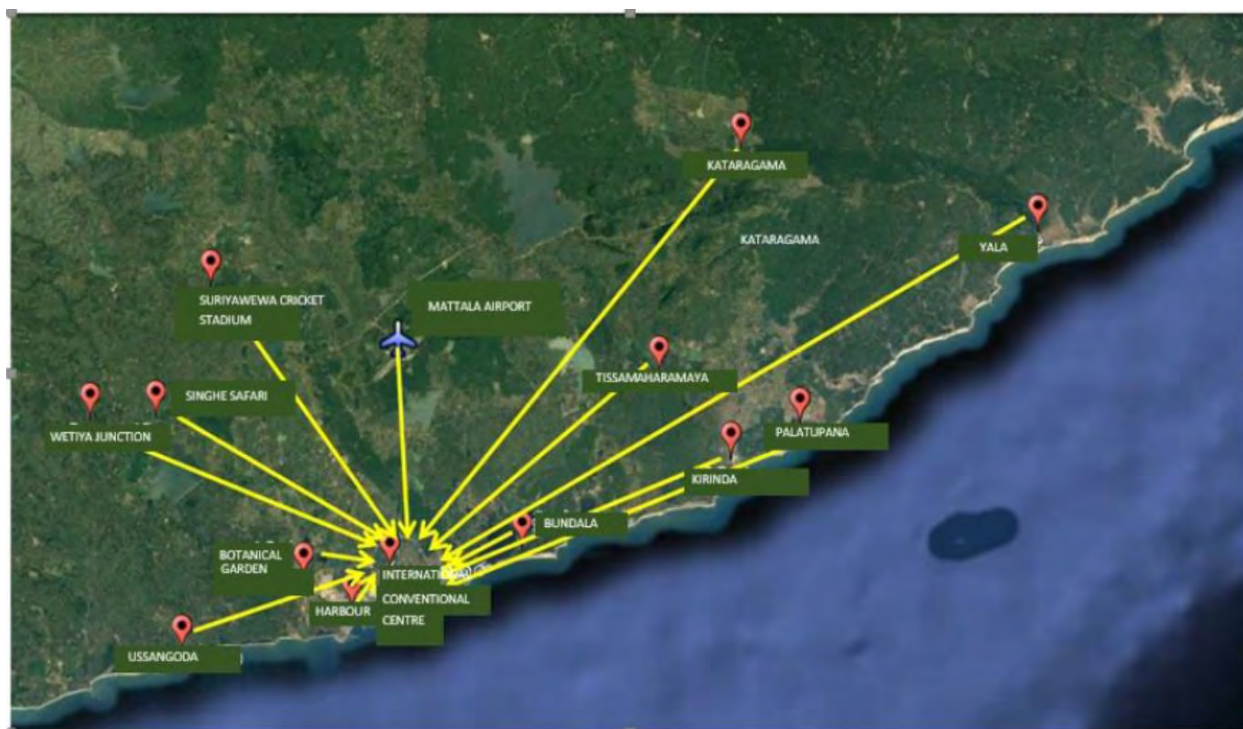 KATARAGAMA
KATARAGAMA
YALA
SURIYAWEWA CRICKET
STADIUM
MATTALA AIRPORT
TISSAMAHARAMAYA
SINGHE SAFARI
WETIYA JUNCTION
PALATUPANA
KIRINDA
BUNDALA
BOTANICAL
GARDEN
INTERNATIONAL
CONVENTIONAL
CENTRE
HARBOUR
USSANGODA